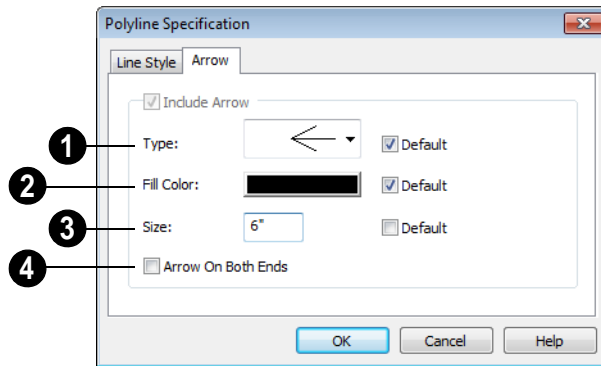 Polyline Specification
Line Style Arrow
Include Arrow
1 Type: Default
2 Fill Color: Default
3 Size: 6" Default
4 Arrow On Both Ends
OK Cancel Help